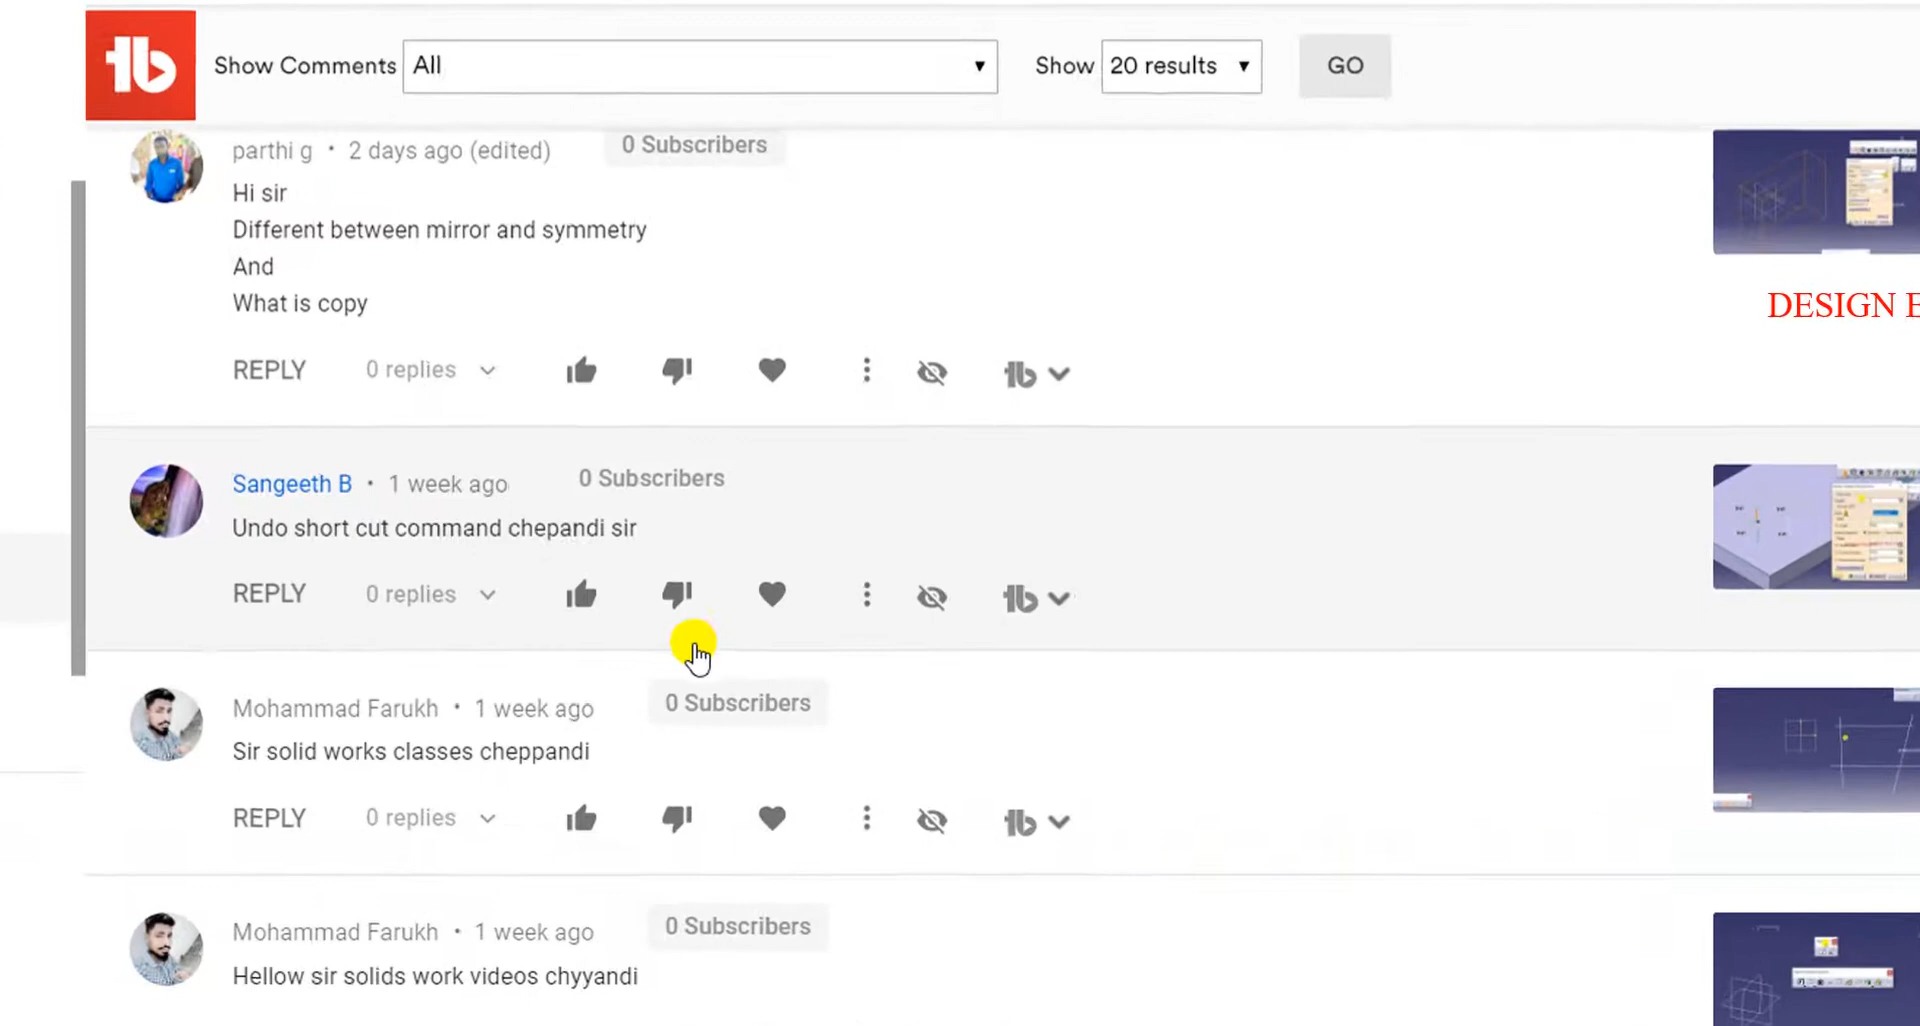 Show Comments All Show 20 results GO
parthi g • 2 days ago (edited) 0 Subscribers
Hi sir
Different between mirror and symmetry
And
What is copy
DESIGN
REPLY 0 replies
Sangeeth B • 1 week ago 0 Subscribers
Undo short cut command chepandi sir
REPLY 0 replies
Mohammad Farukh • 1 week ago 0 Subscribers
Sir solid works classes cheppandi
REPLY 0 replies
Mohammad Farukh • 1 week ago 0 Subscribers
Hellow sir solids work videos chyyandi